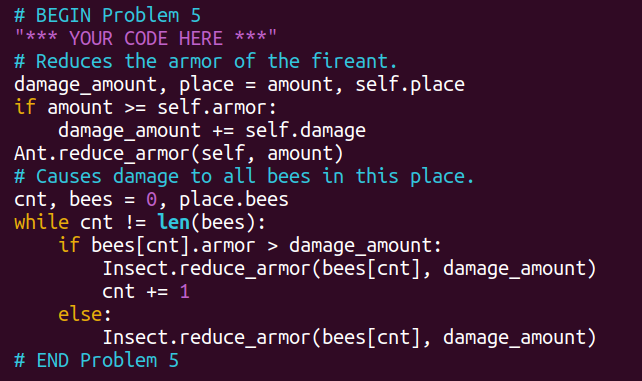 # BEGIN Problem 5
"*** YOUR CODE HERE ***"
# Reduces the armor of the fireant.
damage_amount, place = amount, self.place
if amount >= self.armor:
    damage_amount += self.damage
Ant.reduce_armor(self, amount)
# Causes damage to all bees in this place.
cnt, bees = 0, place.bees
while cnt != len(bees):
    if bees[cnt].armor > damage_amount:
        Insect.reduce_armor(bees[cnt], damage_amount)
        cnt += 1
    else:
        Insect.reduce_armor(bees[cnt], damage_amount)
# END Problem 5